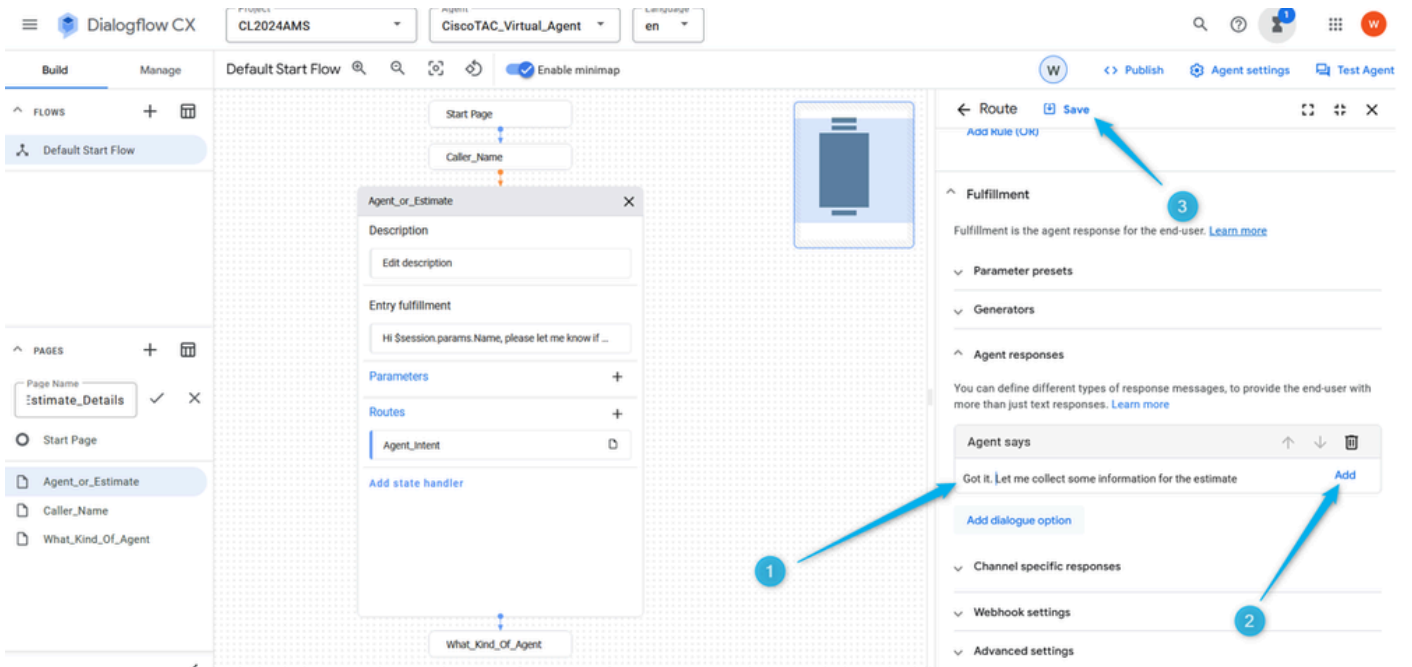 Project
Agent
Language
1
Dialogflow CX
CL2024AMS
CiscoTAC_Virtual_Agent
en
W
Build
Manage
Default Start Flow
Enable minimap
W
<> Publish
Agent settings
Test Agent
FLOWS
Default Start Flow
PAGES
Page Name
Estimate_Details
Start Page
Agent_or_Estimate
Caller_Name
What_Kind_Of_Agent
Start Page
Caller_Name
Agent_or_Estimate
Description
Edit description
Entry fulfillment
Hi $session.params.Name, please let me know if ...
Parameters
Routes
Agent_Intent
Add state handler
What_Kind_Of_Agent
Route
Save
Add Rule (OR)
3
Fulfillment
Fulfillment is the agent response for the end-user. Learn more
Parameter presets
Generators
Agent responses
You can define different types of response messages, to provide the end-user with
more than just text responses. Learn more
Agent says
Got it. Let me collect some information for the estimate
Add
Add dialogue option
1
Channel specific responses
Webhook settings
2
Advanced settings